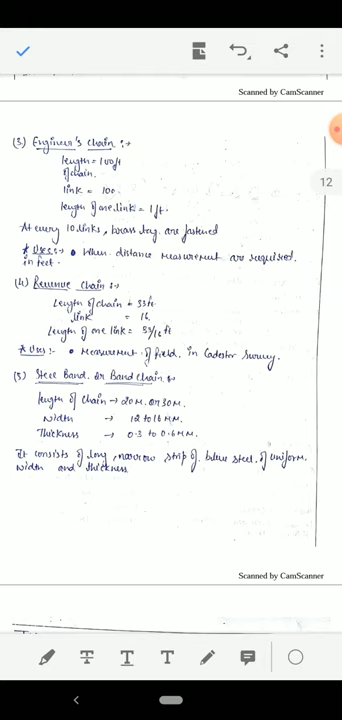 Scanned by CamScanner
12
(3) Engineer's Chain :-
length = 100ft
of chain.
link = 100.
length of one link = 1 ft.
At every 10 links, brass tag are fastened
* Uses :- • When distance measurement are required.
in feet.
(4) Revenue Chain :-
Length of chain = 33 ft.
link = 16.
Length of one link = 33/16 ft
* Uses :- • Measurement of field, in Cadester Survey.
(5) Steel Band or Band Chain :-
length of chain → 20M. or 30M.
Width → 12 to 16 MM.
Thickness → 0.3 to 0.6 MM.
It consists of long, narrow strip of blue steel of uniform.
width and thickness
Scanned by CamScanner
T
T
T